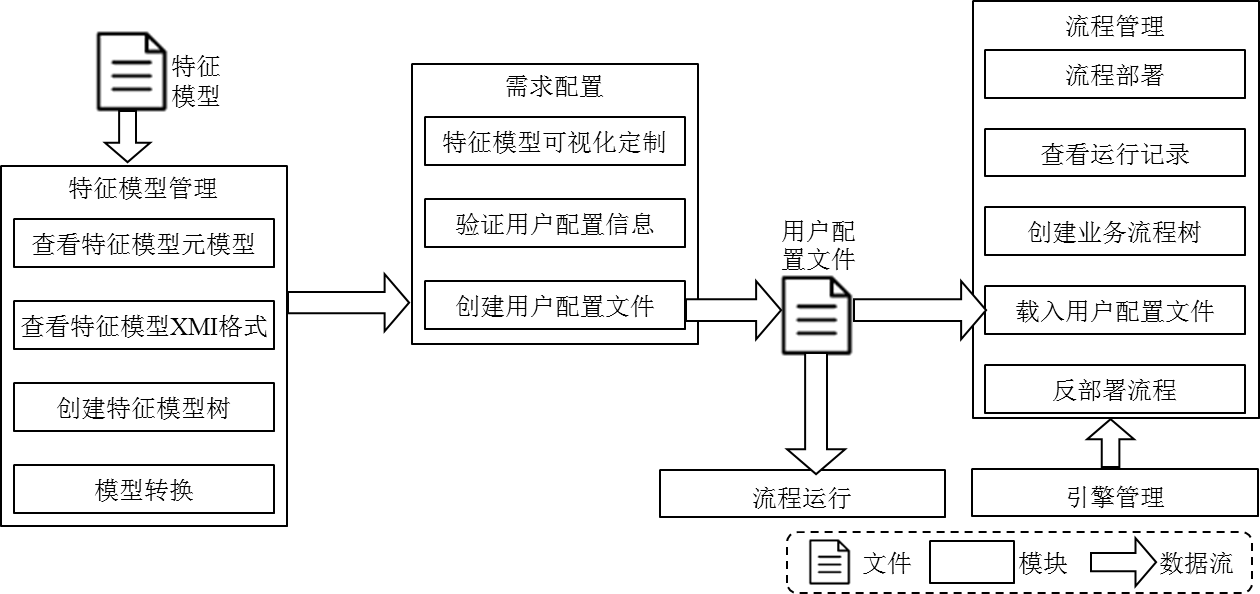 特征
模型
特征模型管理
查看特征模型元模型
查看特征模型XMI格式
创建特征模型树
模型转换
需求配置
特征模型可视化定制
验证用户配置信息
创建用户配置文件
用户配
置文件
流程运行
流程管理
流程部署
查看运行记录
创建业务流程树
载入用户配置文件
反部署流程
引擎管理
文件
模块
数据流